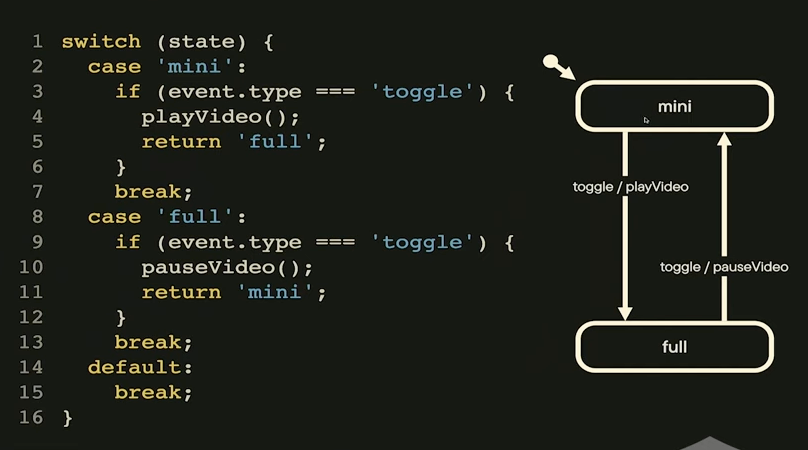 1 switch (state) {
2 case 'mini':
3 if (event.type === 'toggle') {
4 playVideo();
5 return 'full';
6 }
7 break;
8 case 'full':
9 if (event.type === 'toggle') {
10 pauseVideo();
11 return 'mini';
12 }
13 break;
14 default:
15 break;
16 }
mini
toggle / playVideo
toggle / pauseVideo
full